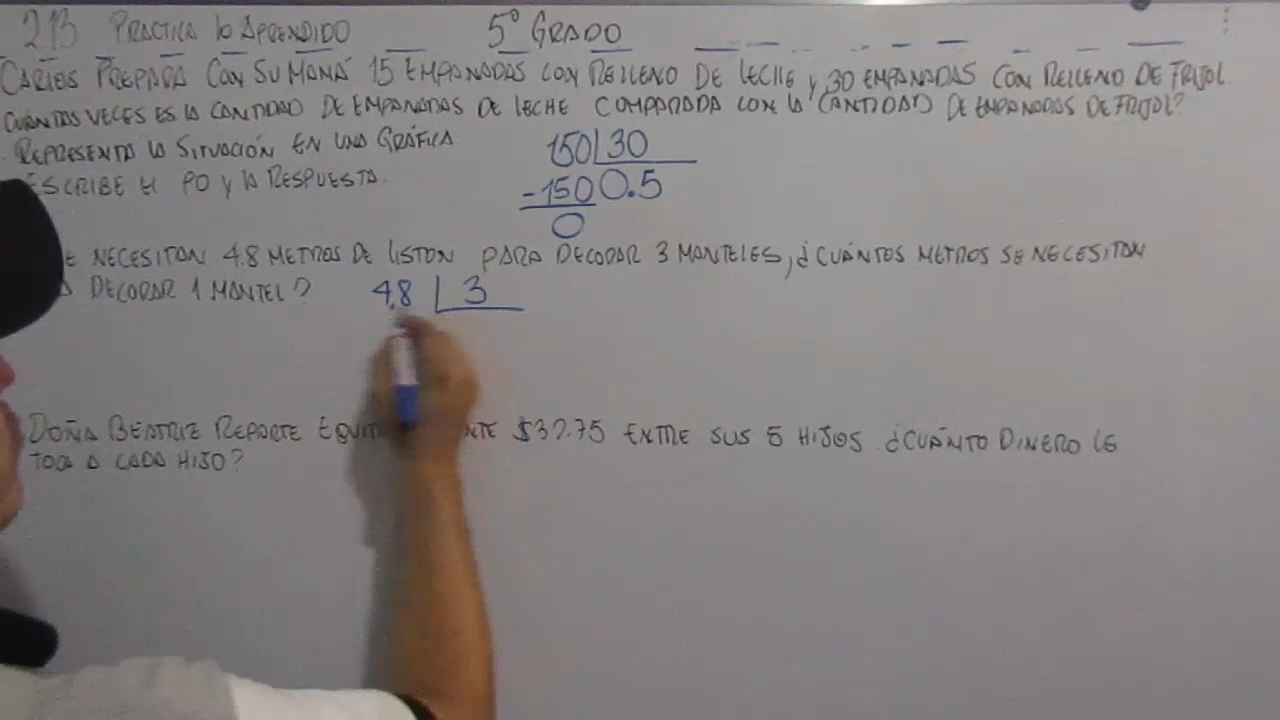 2.13 PRACTICA lo APRENDIDO 5° GRADO
CARLOS PREPARA CON SU MAMÁ 15 EMPANADAS CON RELLENO DE LECHE y 30 EMPANADAS CON RELLENO DE FRIJOL.
CUÁNTAS VECES ES LA CANTIDAD DE EMPANADAS DE LECHE COMPARADA CON LA CANTIDAD DE EMPANADAS DE FRIJOL?
REPRESENTA LA SITUACIÓN EN UNA GRÁFICA
ESCRIBE EL PO y LA RESPUESTA.
150 30
-150 0.5
0
NECESITAN 4.8 METROS DE LISTON PARA DECORAR 3 MANTELES, ¿CUÁNTOS METROS SE NECESITAN
DECORAR 1 MANTEL? 4.8 3
DOÑA BEATRIZ REPARTE $37.75 ENTRE SUS 5 HIJOS. ¿CUÁNTO DINERO LE
TOCA A CADA HIJO?